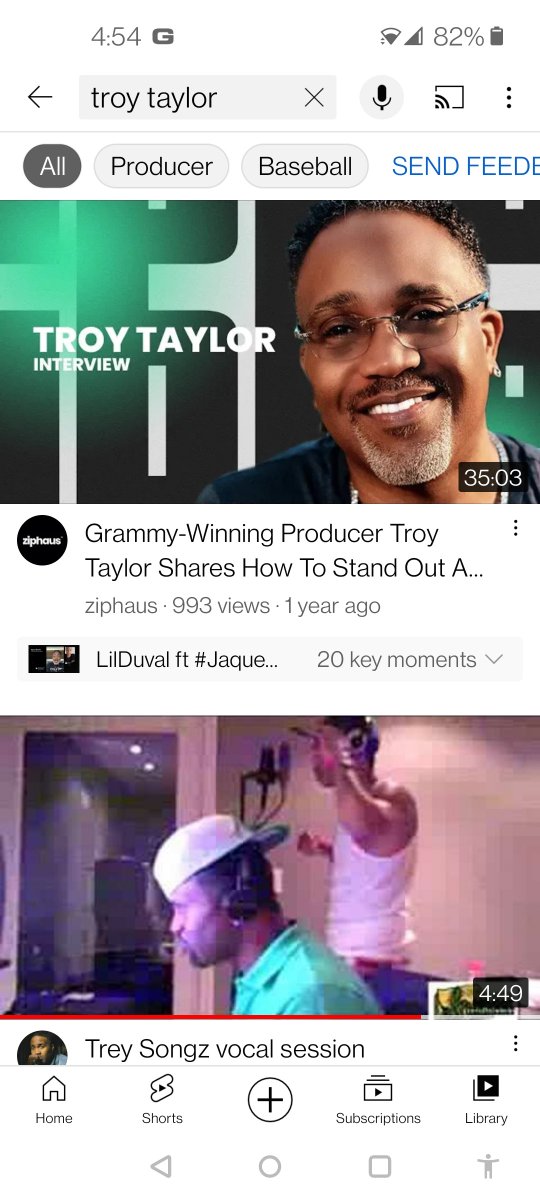 4:54 G 82%
troy taylor
All Producer Baseball SEND FEEDB
TROY TAYLOR
INTERVIEW
35:03
ziphaus
Grammy-Winning Producer Troy
Taylor Shares How To Stand Out A...
ziphaus · 993 views · 1 year ago
LilDuval ft #Jaque... 20 key moments
4:49
Trey Songz vocal session
Home Shorts Subscriptions Library